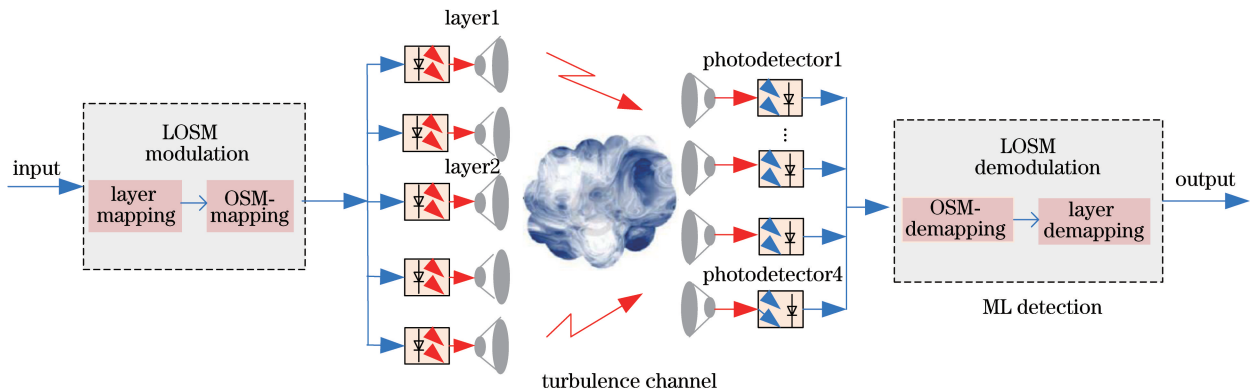 input
LOSM
modulation
layer
mapping
OSM-
mapping
layer1
layer2
turbulence channel
photodetector1
...
photodetector4
LOSM
demodulation
OSM-
demapping
layer
demapping
ML detection
output